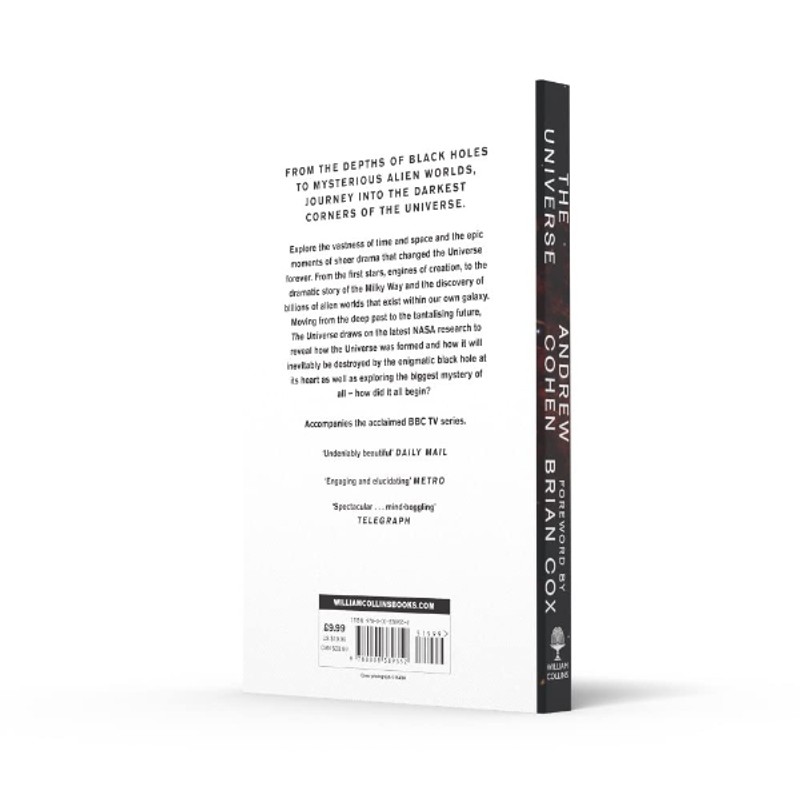 FROM THE DEPTHS OF BLACK HOLES
TO MYSTERIOUS ALIEN WORLDS,
JOURNEY INTO THE DARKEST
CORNERS OF THE UNIVERSE.
Explore the vastness of time and space and the epic
moments of sheer drama that changed the Universe
forever. From the first stars, engines of creation, to the
dramatic story of the Milky Way and the discovery of
billions of alien worlds that exist within our own galaxy.
Moving from the deep past to the tantalising future,
The Universe draws on the latest NASA research to
reveal how the Universe was formed and how it will
inevitably be destroyed by the enigmatic black hole at
its heart as well as exploring the biggest mystery of
all – how did it all begin?
Accompanies the acclaimed BBC TV series.
'Undeniably beautiful' DAILY MAIL
'Engaging and elucidating' METRO
'Spectacular . . . mind-boggling'
TELEGRAPH
WILLIAMCOLLINSBOOKS.COM
ISBN
£9.99
THE
UNIVERSE
ANDREW
COHEN
FOREWORD BY
BRIAN COX
WILLIAM
COLLINS